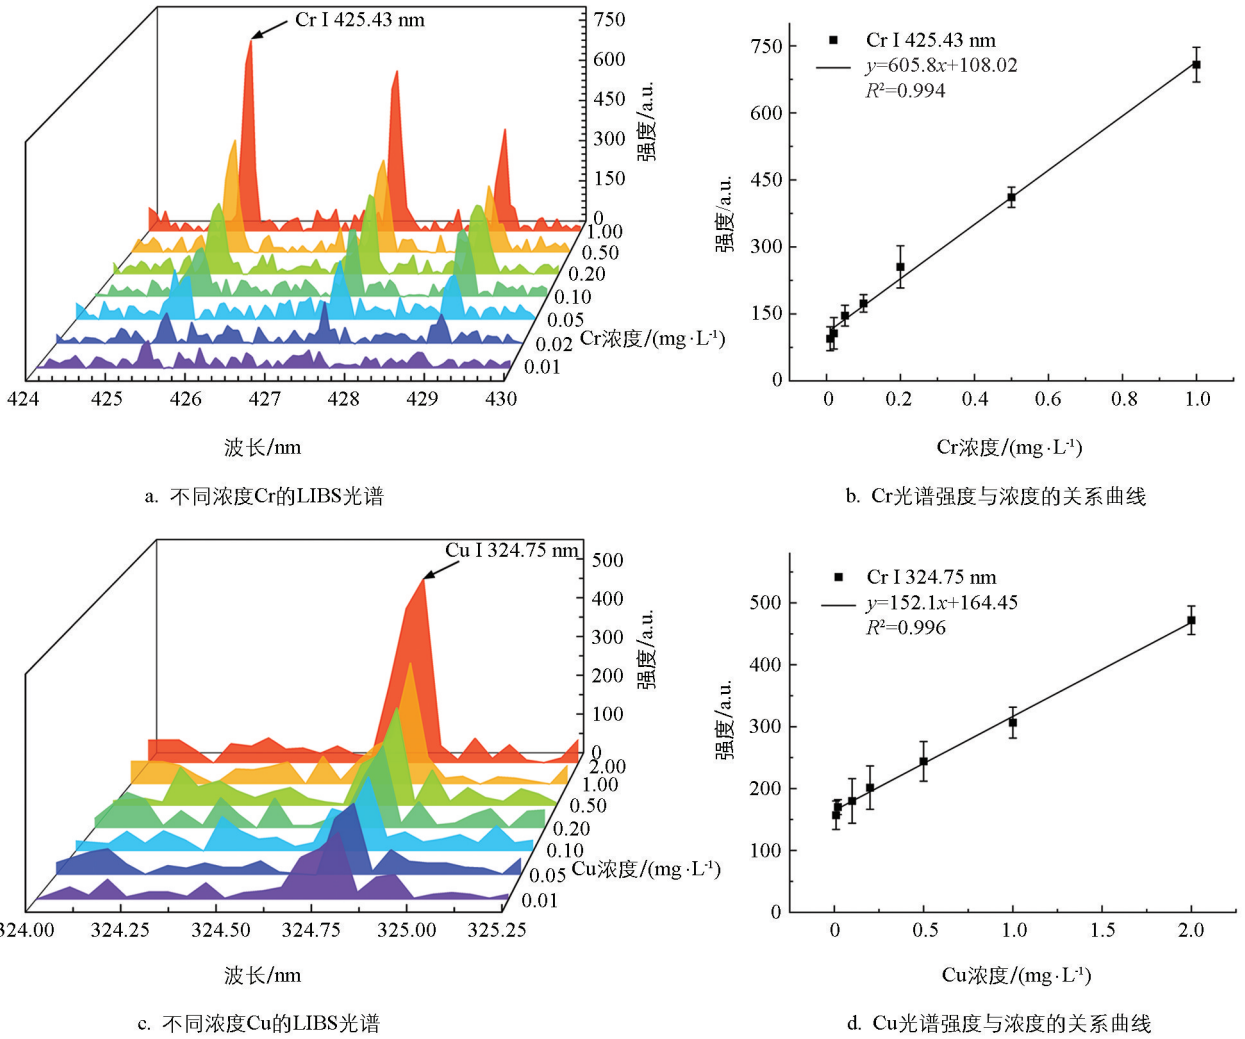 Cr I 425.43 nm
750
600
450
300
150
0
强度/a.u.
1.00
0.50
0.20
0.10
0.05
0.02
0.01
Cr浓度/(mg·L⁻¹)
424 425 426 427 428 429 430
波长/nm
a. 不同浓度Cr的LIBS光谱
Cr I 425.43 nm
y=605.8x+108.02
R²=0.994
750
600
450
300
150
0
强度/a.u.
0 0.2 0.4 0.6 0.8 1.0
Cr浓度/(mg·L⁻¹)
b. Cr光谱强度与浓度的关系曲线
Cu I 324.75 nm
500
400
300
200
100
0
强度/a.u.
2.00
1.00
0.50
0.20
0.10
0.05
0.01
Cu浓度/(mg·L⁻¹)
324.00 324.25 324.50 324.75 325.00 325.25
波长/nm
c. 不同浓度Cu的LIBS光谱
Cr I 324.75 nm
y=152.1x+164.45
R²=0.996
500
400
300
200
100
0
强度/a.u.
0 0.5 1.0 1.5 2.0
Cu浓度/(mg·L⁻¹)
d. Cu光谱强度与浓度的关系曲线